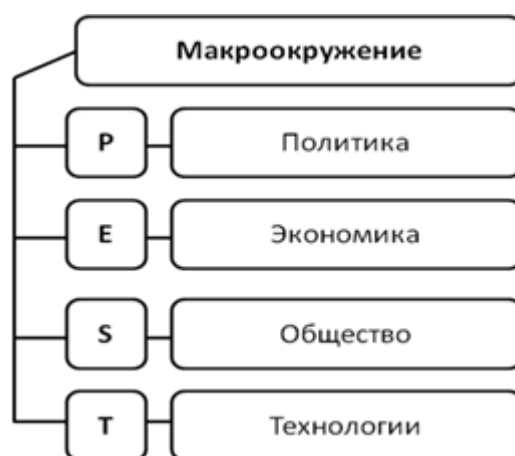 Макроокружение
P Политика
E Экономика
S Общество
T Технологии